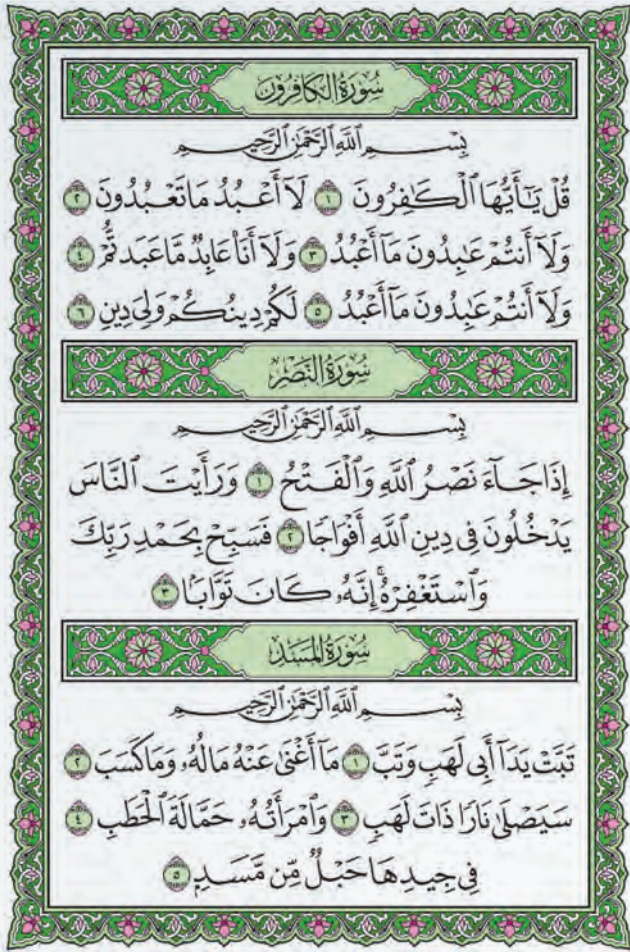 سُورَةُ الكَافِرُونَ
بِسْمِ ٱللَّهِ ٱلرَّحْمَٰنِ ٱلرَّحِيمِ
قُلْ يَٰٓأَيُّهَا ٱلْكَٰفِرُونَ ١ لَآ أَعْبُدُ مَا تَعْبُدُونَ ٢
وَلَآ أَنتُمْ عَٰبِدُونَ مَآ أَعْبُدُ ٣ وَلَآ أَنَا۠ عَابِدٌ مَّا عَبَدتُّمْ ٤
وَلَآ أَنتُمْ عَٰبِدُونَ مَآ أَعْبُدُ ٥ لَكُمْ دِينُكُمْ وَلِىَ دِينِ ٦
سُورَةُ النَّصْرِ
بِسْمِ ٱللَّهِ ٱلرَّحْمَٰنِ ٱلرَّحِيمِ
إِذَا جَآءَ نَصْرُ ٱللَّهِ وَٱلْفَتْحُ ١ وَرَأَيْتَ ٱلنَّاسَ
يَدْخُلُونَ فِى دِينِ ٱللَّهِ أَفْوَاجًا ٢ فَسَبِّحْ بِحَمْدِ رَبِّكَ
وَٱسْتَغْفِرْهُ ۚ إِنَّهُۥ كَانَ تَوَّابًۢا ٣
سُورَةُ المَسَدِ
بِسْمِ ٱللَّهِ ٱلرَّحْمَٰنِ ٱلرَّحِيمِ
تَبَّتْ يَدَآ أَبِى لَهَبٍ وَتَبَّ ١ مَآ أَغْنَىٰ عَنْهُ مَالُهُۥ وَمَا كَسَبَ ٢
سَيَصْلَىٰ نَارًا ذَاتَ لَهَبٍ ٣ وَٱمْرَأَتُهُۥ حَمَّالَةَ ٱلْحَطَبِ ٤
فِى جِيدِهَا حَبْلٌ مِّن مَّسَدٍۭ ٥